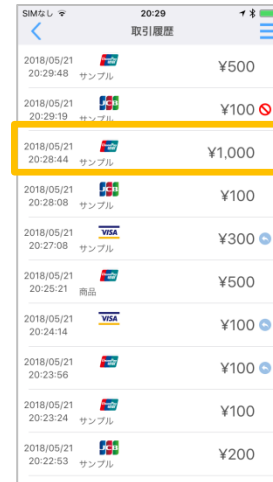 SIMなし 20:29
取引履歴
2018/05/21
20:29:48 サンプル ¥500
2018/05/21 JCB
20:29:19 サンプル ¥100
2018/05/21
20:28:44 サンプル ¥1,000
2018/05/21 JCB
20:28:08 サンプル ¥100
2018/05/21 VISA
20:27:08 サンプル ¥300
2018/05/21
20:25:21 商品 ¥500
2018/05/21 VISA
20:24:14 ¥100
2018/05/21
20:23:56 ¥100
2018/05/21
20:23:24 サンプル ¥100
2018/05/21 JCB
20:22:53 サンプル ¥200